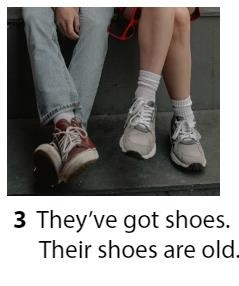 3 They've got shoes.
Their shoes are old.